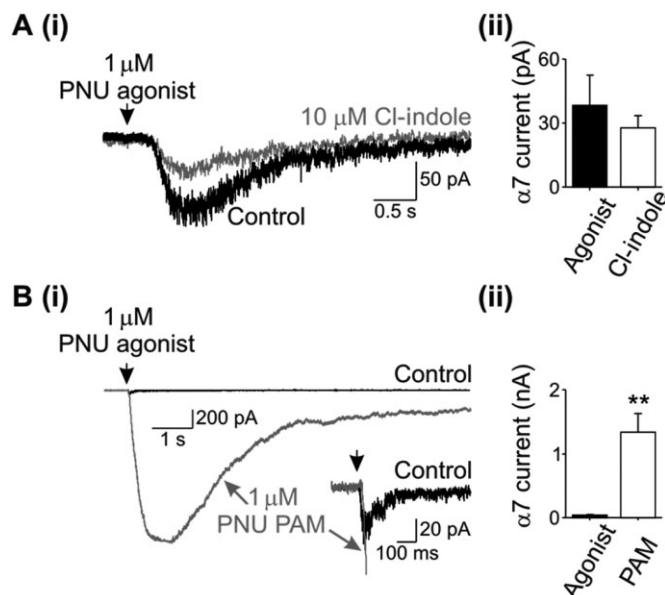 A (i)
1 μM
PNU agonist
10 μM Cl-indole
Control
50 pA
0.5 s
(ii)
α7 current (pA)
60
30
0
Agonist
Cl-indole
B (i)
1 μM
PNU agonist
Control
200 pA
1 s
1 μM
PNU PAM
Control
20 pA
100 ms
(ii)
α7 current (nA)
2
1
0
**
Agonist
PAM